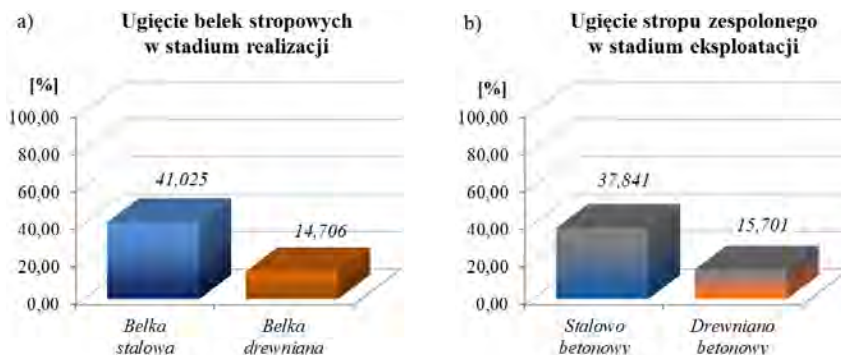 a)
Ugięcie belek stropowych
w stadium realizacji
[%]
100,00
80,00
60,00
40,00
20,00
0,00
41,025
14,706
Belka
stalowa
Belka
drewniana
b)
Ugięcie stropu zespolonego
w stadium eksploatacji
[%]
100,00
80,00
60,00
40,00
20,00
0,00
37,841
15,701
Stalowo
betonowy
Drewniano
betonowy